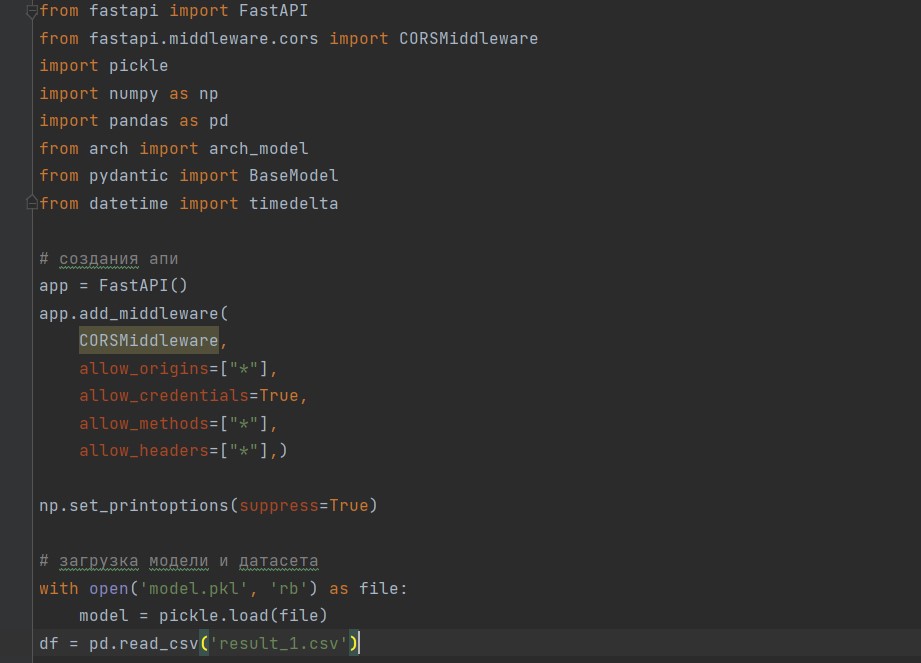 from fastapi import FastAPI
from fastapi.middleware.cors import CORSMiddleware
import pickle
import numpy as np
import pandas as pd
from arch import arch_model
from pydantic import BaseModel
from datetime import timedelta
# создания апи
app = FastAPI()
app.add_middleware(
    CORSMiddleware,
    allow_origins=["*"],
    allow_credentials=True,
    allow_methods=["*"],
    allow_headers=["*"],)
np.set_printoptions(suppress=True)
# загрузка модели и датасета
with open('model.pkl', 'rb') as file:
    model = pickle.load(file)
df = pd.read_csv('result_1.csv')